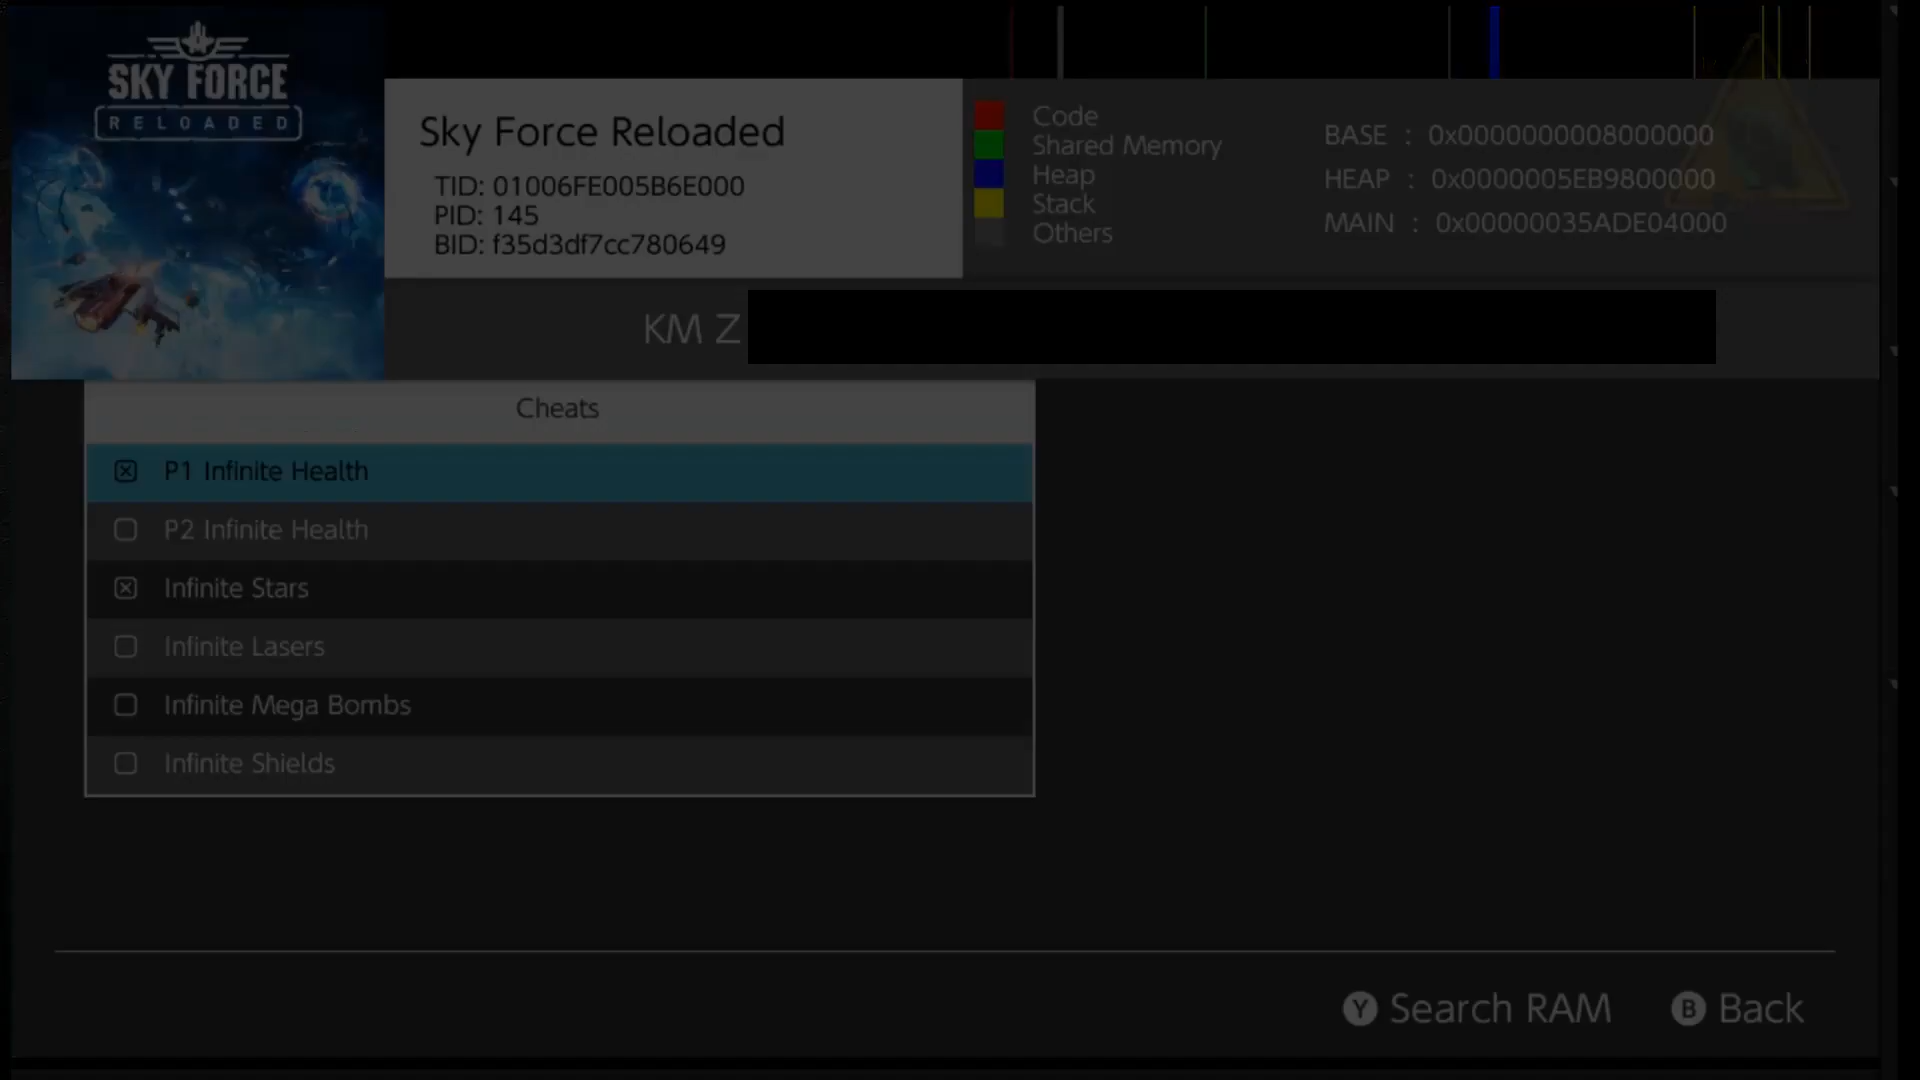 SKY FORCE
RELOADED
Sky Force Reloaded
TID: 01006FE005B6E000
PID: 145
BID: f35d3df7cc780649
Code
Shared Memory
Heap
Stack
Others
BASE : 0x0000000008000000
HEAP : 0x0000005EB9800000
MAIN : 0x00000035ADE04000
KM Z
Cheats
P1 Infinite Health
P2 Infinite Health
Infinite Stars
Infinite Lasers
Infinite Mega Bombs
Infinite Shields
Y Search RAM
B Back